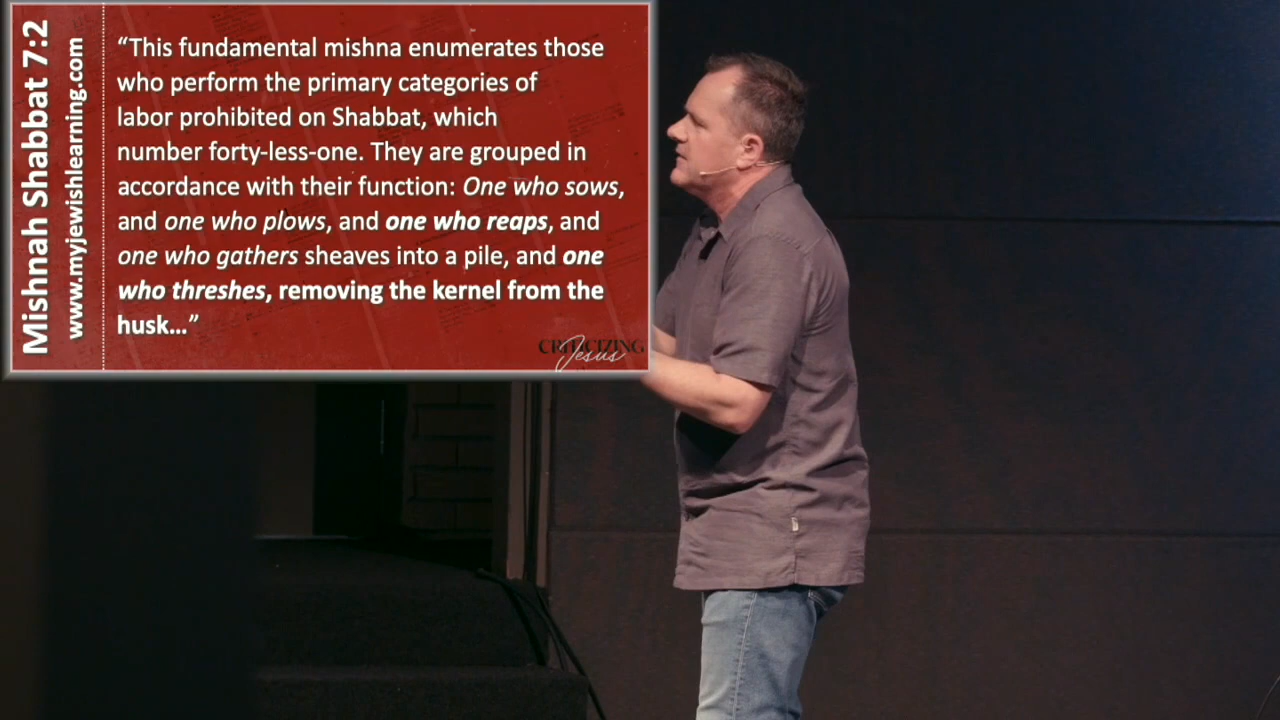 Mishnah Shabbat 7:2
www.myjewishlearning.com
“This fundamental mishna enumerates those
who perform the primary categories of
labor prohibited on Shabbat, which
number forty-less-one. They are grouped in
accordance with their function: One who sows,
and one who plows, and one who reaps, and
one who gathers sheaves into a pile, and one
who threshes, removing the kernel from the
husk…”
CRITICIZING
Jesus